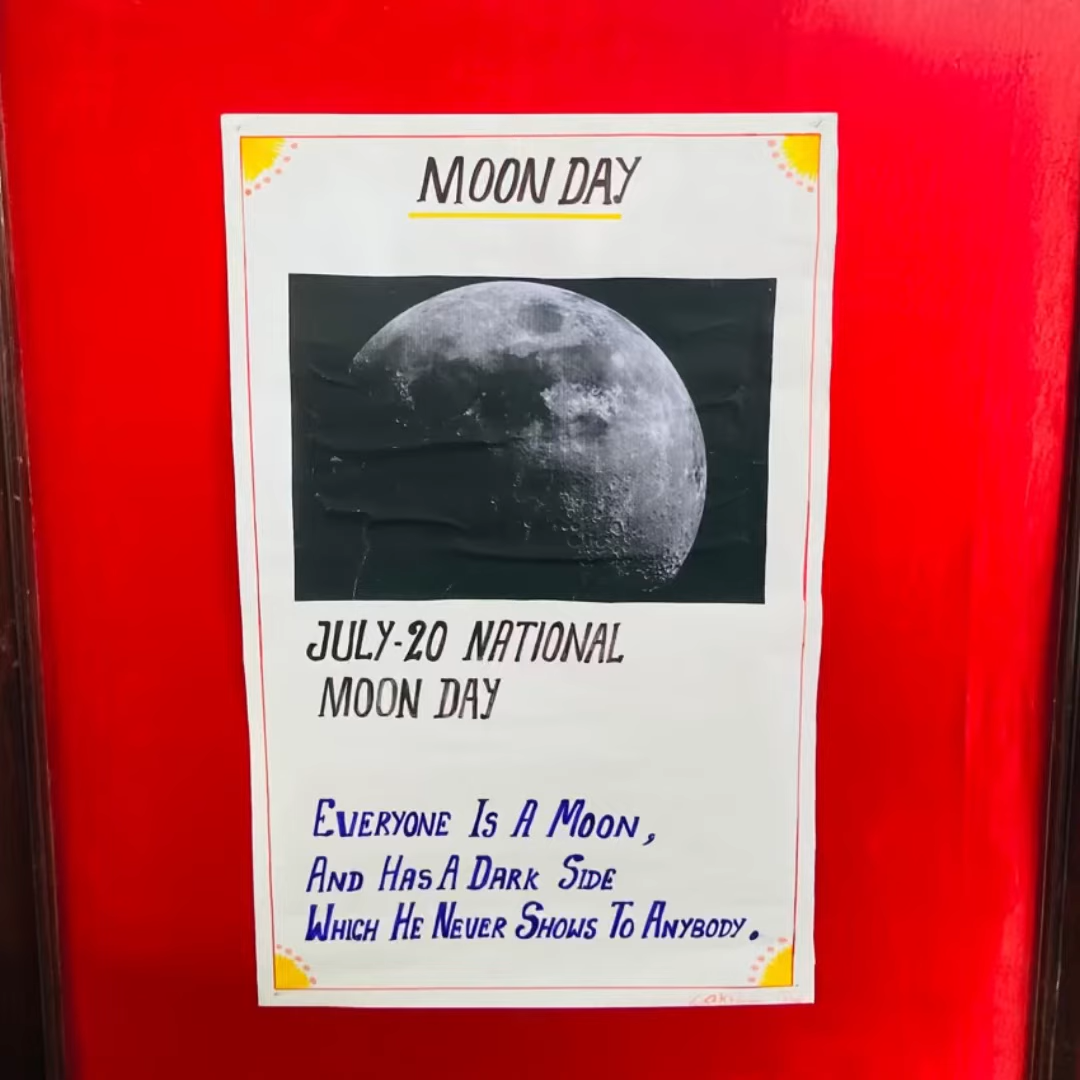 MOON DAY
JULY-20 NATIONAL
MOON DAY
EVERYONE IS A MOON,
AND HAS A DARK SIDE
WHICH HE NEVER SHOWS TO ANYBODY.